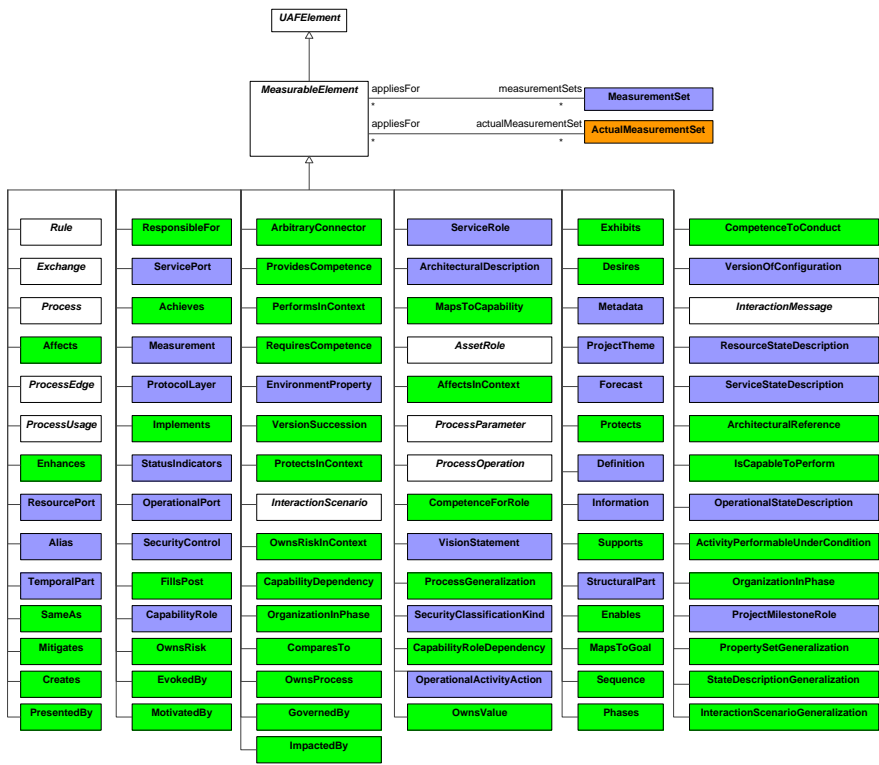 UAFElement
MeasurableElement
appliesFor
measurementSets
*
*
MeasurementSet
appliesFor
actualMeasurementSet
*
*
ActualMeasurementSet
Rule
Exchange
Process
Affects
ProcessEdge
ProcessUsage
Enhances
ResourcePort
Alias
TemporalPart
SameAs
Mitigates
Creates
PresentedBy
ResponsibleFor
ServicePort
Achieves
Measurement
ProtocolLayer
Implements
StatusIndicators
OperationalPort
SecurityControl
FillsPost
CapabilityRole
OwnsRisk
EvokedBy
MotivatedBy
ArbitraryConnector
ProvidesCompetence
PerformsInContext
RequiresCompetence
EnvironmentProperty
VersionSuccession
ProtectsInContext
InteractionScenario
OwnsRiskInContext
CapabilityDependency
OrganizationInPhase
ComparesTo
OwnsProcess
GovernedBy
ImpactedBy
ServiceRole
ArchitecturalDescription
MapsToCapability
AssetRole
AffectsInContext
ProcessParameter
ProcessOperation
CompetenceForRole
VisionStatement
ProcessGeneralization
SecurityClassificationKind
CapabilityRoleDependency
OperationalActivityAction
OwnsValue
Exhibits
Desires
Metadata
ProjectTheme
Forecast
Protects
Definition
Information
Supports
StructuralPart
Enables
MapsToGoal
Sequence
Phases
CompetenceToConduct
VersionOfConfiguration
InteractionMessage
ResourceStateDescription
ServiceStateDescription
ArchitecturalReference
IsCapableToPerform
OperationalStateDescription
ActivityPerformableUnderCondition
OrganizationInPhase
ProjectMilestoneRole
PropertySetGeneralization
StateDescriptionGeneralization
InteractionScenarioGeneralization